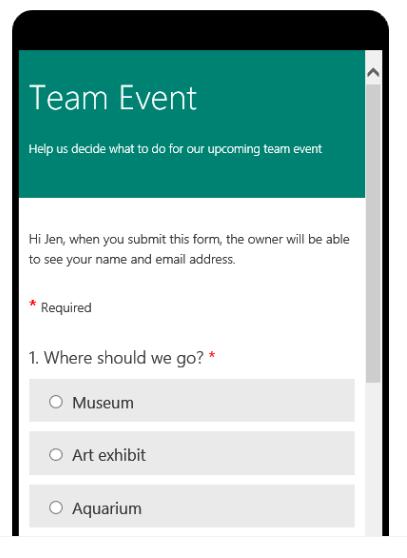 Team Event
Help us decide what to do for our upcoming team event
Hi Jen, when you submit this form, the owner will be able
to see your name and email address.
* Required
1. Where should we go? *
Museum
Art exhibit
Aquarium